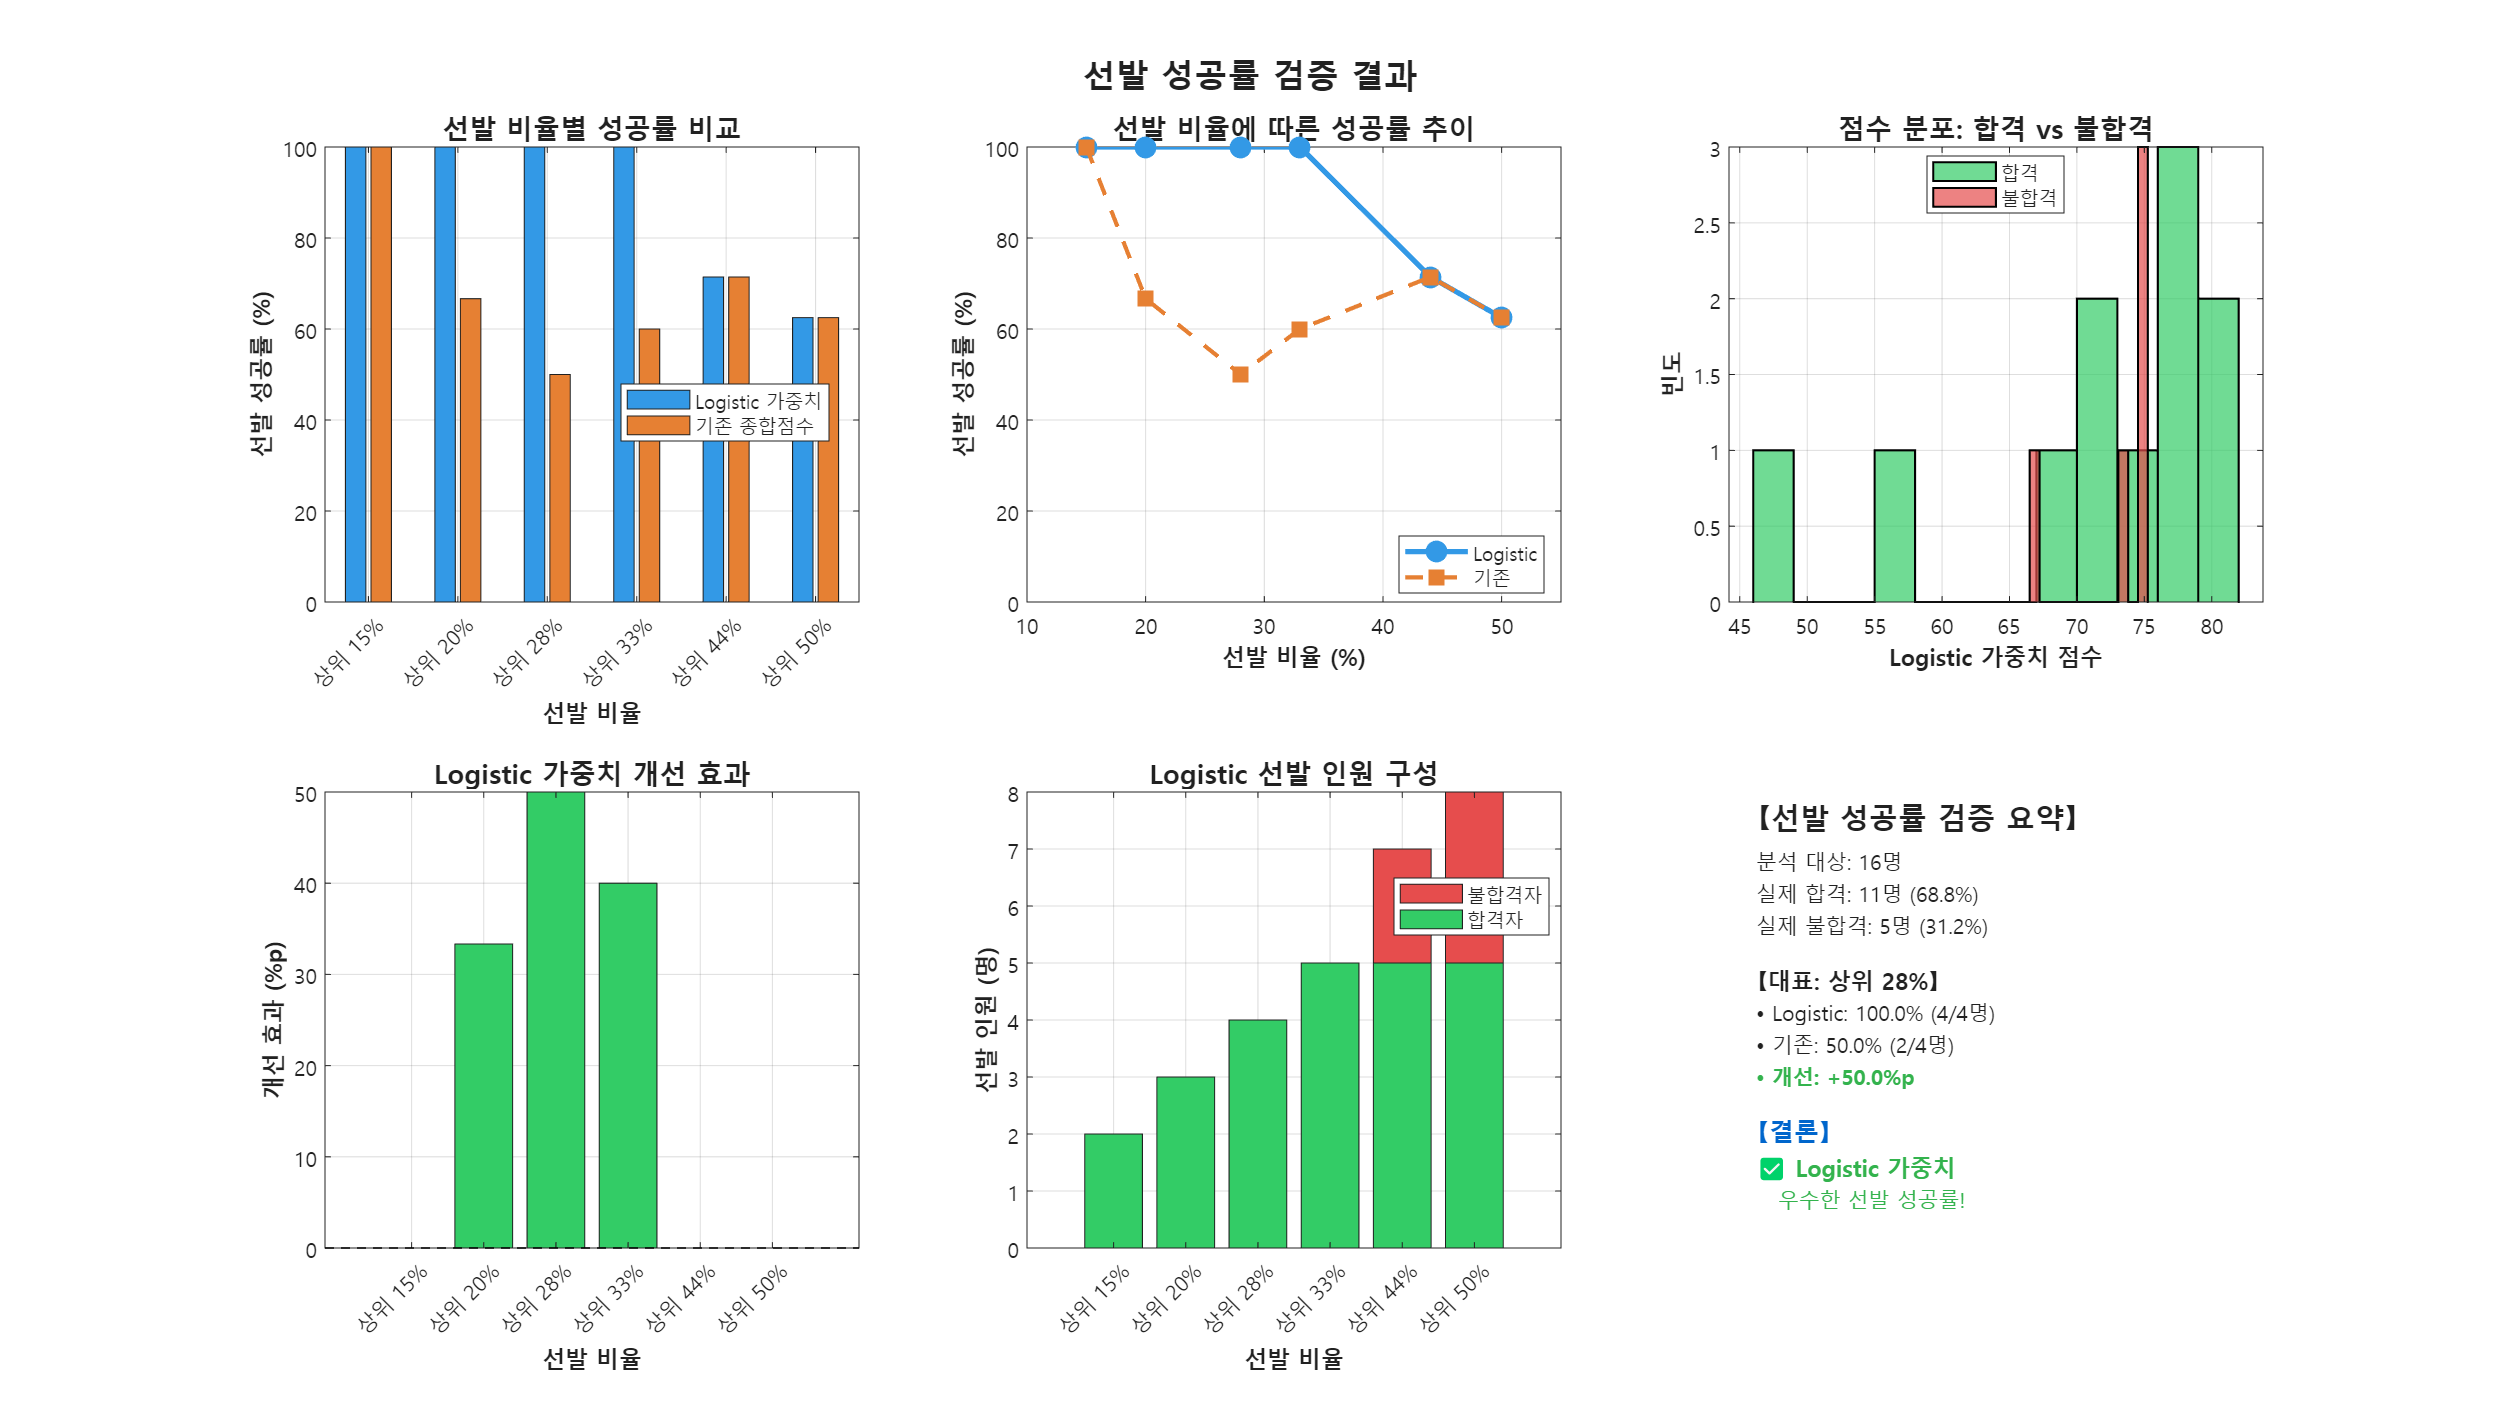 선발 성공률 검증 결과
선발 비율별 성공률 비교
선발 성공률 (%)
100
80
60
40
20
0
Logistic 가중치
기존 종합점수
상위 15%
상위 20%
상위 28%
상위 33%
상위 44%
상위 50%
선발 비율
선발 비율에 따른 성공률 추이
선발 성공률 (%)
100
80
60
40
20
0
Logistic
기존
10
20
30
40
50
선발 비율 (%)
점수 분포: 합격 vs 불합격
빈도
3
2.5
2
1.5
1
0.5
0
합격
불합격
45
50
55
60
65
70
75
80
Logistic 가중치 점수
Logistic 가중치 개선 효과
개선 효과 (%p)
50
40
30
20
10
0
상위 15%
상위 20%
상위 28%
상위 33%
상위 44%
상위 50%
선발 비율
Logistic 선발 인원 구성
선발 인원 (명)
8
7
6
5
4
3
2
1
0
불합격자
합격자
상위 15%
상위 20%
상위 28%
상위 33%
상위 44%
상위 50%
선발 비율
【선발 성공률 검증 요약】
분석 대상: 16명
실제 합격: 11명 (68.8%)
실제 불합격: 5명 (31.2%)
【대표: 상위 28%】
• Logistic: 100.0% (4/4명)
• 기존: 50.0% (2/4명)
• 개선: +50.0%p
【결론】
✅ Logistic 가중치
우수한 선발 성공률!